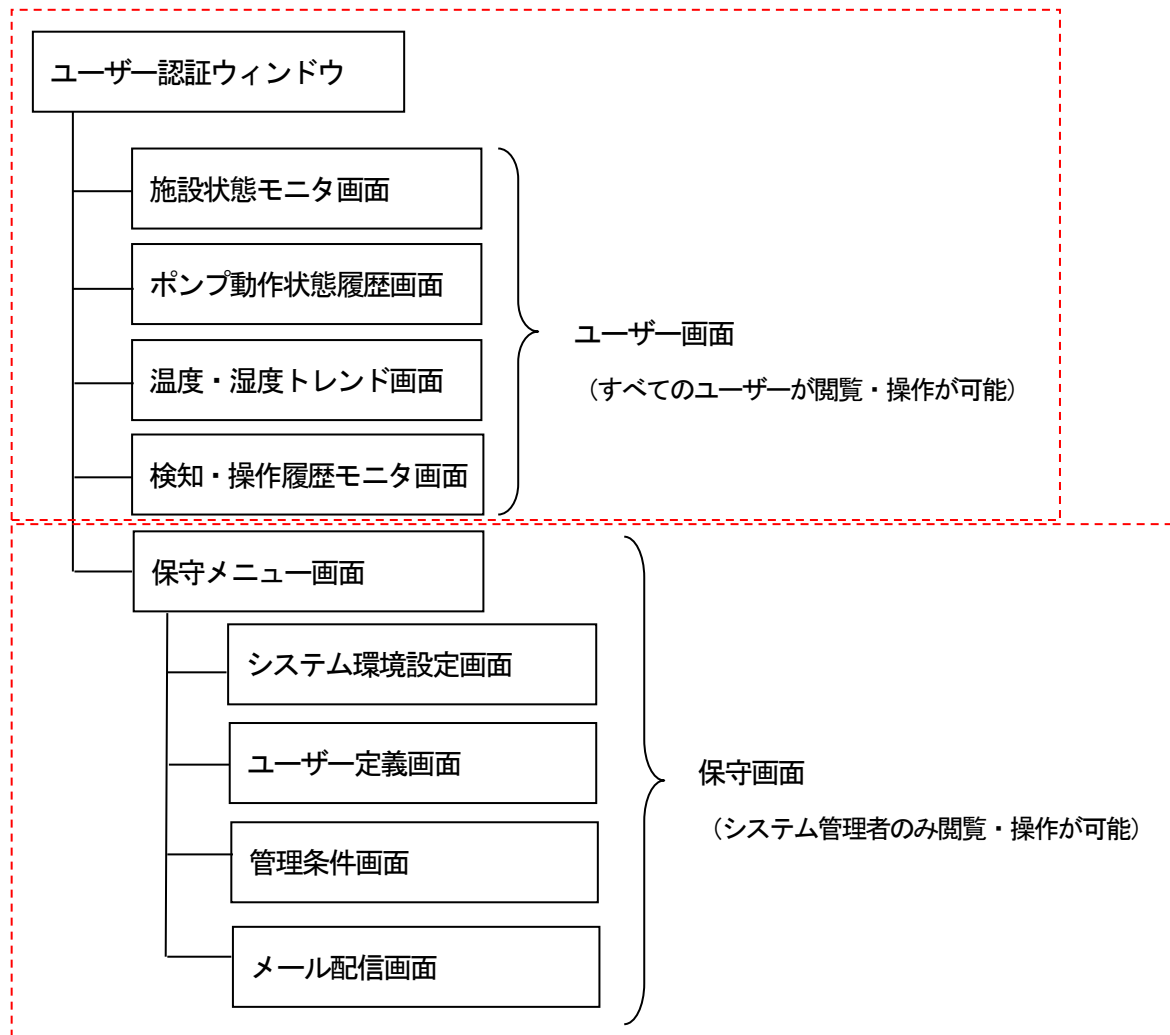 ユーザー認証ウィンドウ
施設状態モニタ画面
ポンプ動作状態履歴画面
温度・湿度トレンド画面
検知・操作履歴モニタ画面
ユーザー画面
（すべてのユーザーが閲覧・操作が可能）
保守メニュー画面
システム環境設定画面
ユーザー定義画面
管理条件画面
メール配信画面
保守画面
（システム管理者のみ閲覧・操作が可能）